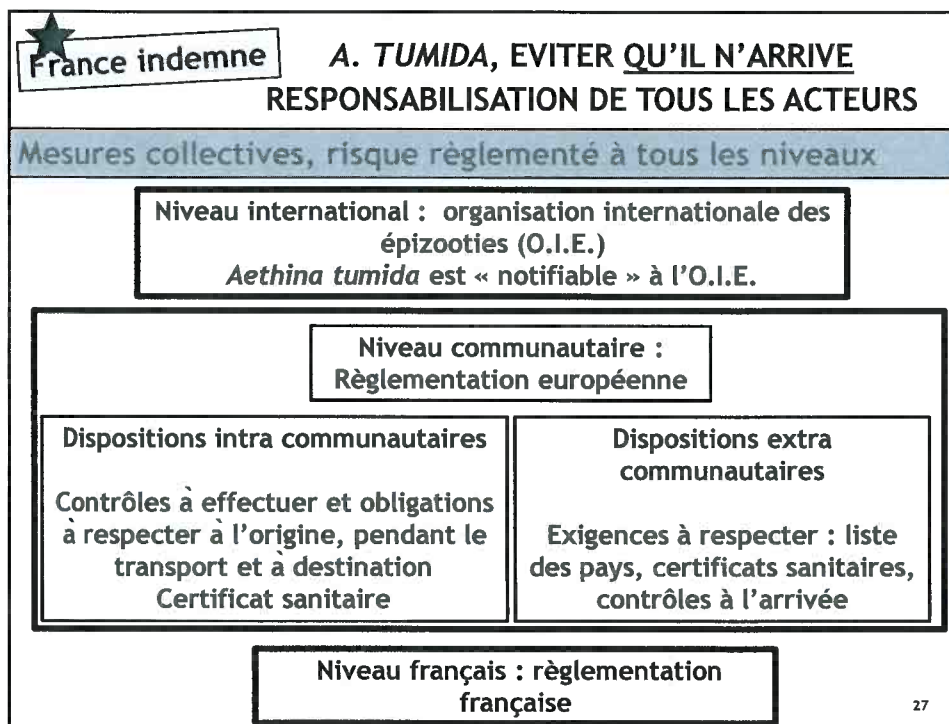 France indemne
A. TUMIDA, EVITER QU'IL N'ARRIVE
RESPONSABILISATION DE TOUS LES ACTEURS
Mesures collectives, risque règlementé à tous les niveaux
Niveau international : organisation internationale des
épizooties (O.I.E.)
Aethina tumida est « notifiable » à l'O.I.E.
Niveau communautaire :
Règlementation européenne
Dispositions intra communautaires
Contrôles à effectuer et obligations
à respecter à l'origine, pendant le
transport et à destination
Certificat sanitaire
Dispositions extra
communautaires
Exigences à respecter : liste
des pays, certificats sanitaires,
contrôles à l'arrivée
Niveau français : règlementation
française
27